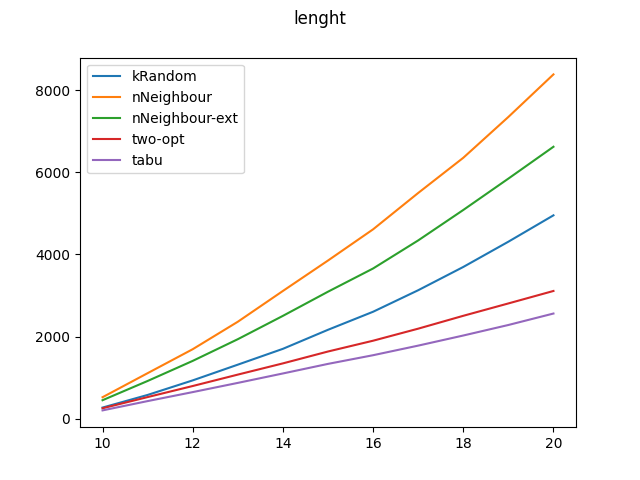 lenght
kRandom
nNeighbour
nNeighbour-ext
two-opt
tabu
8000
6000
4000
2000
0
10 12 14 16 18 20